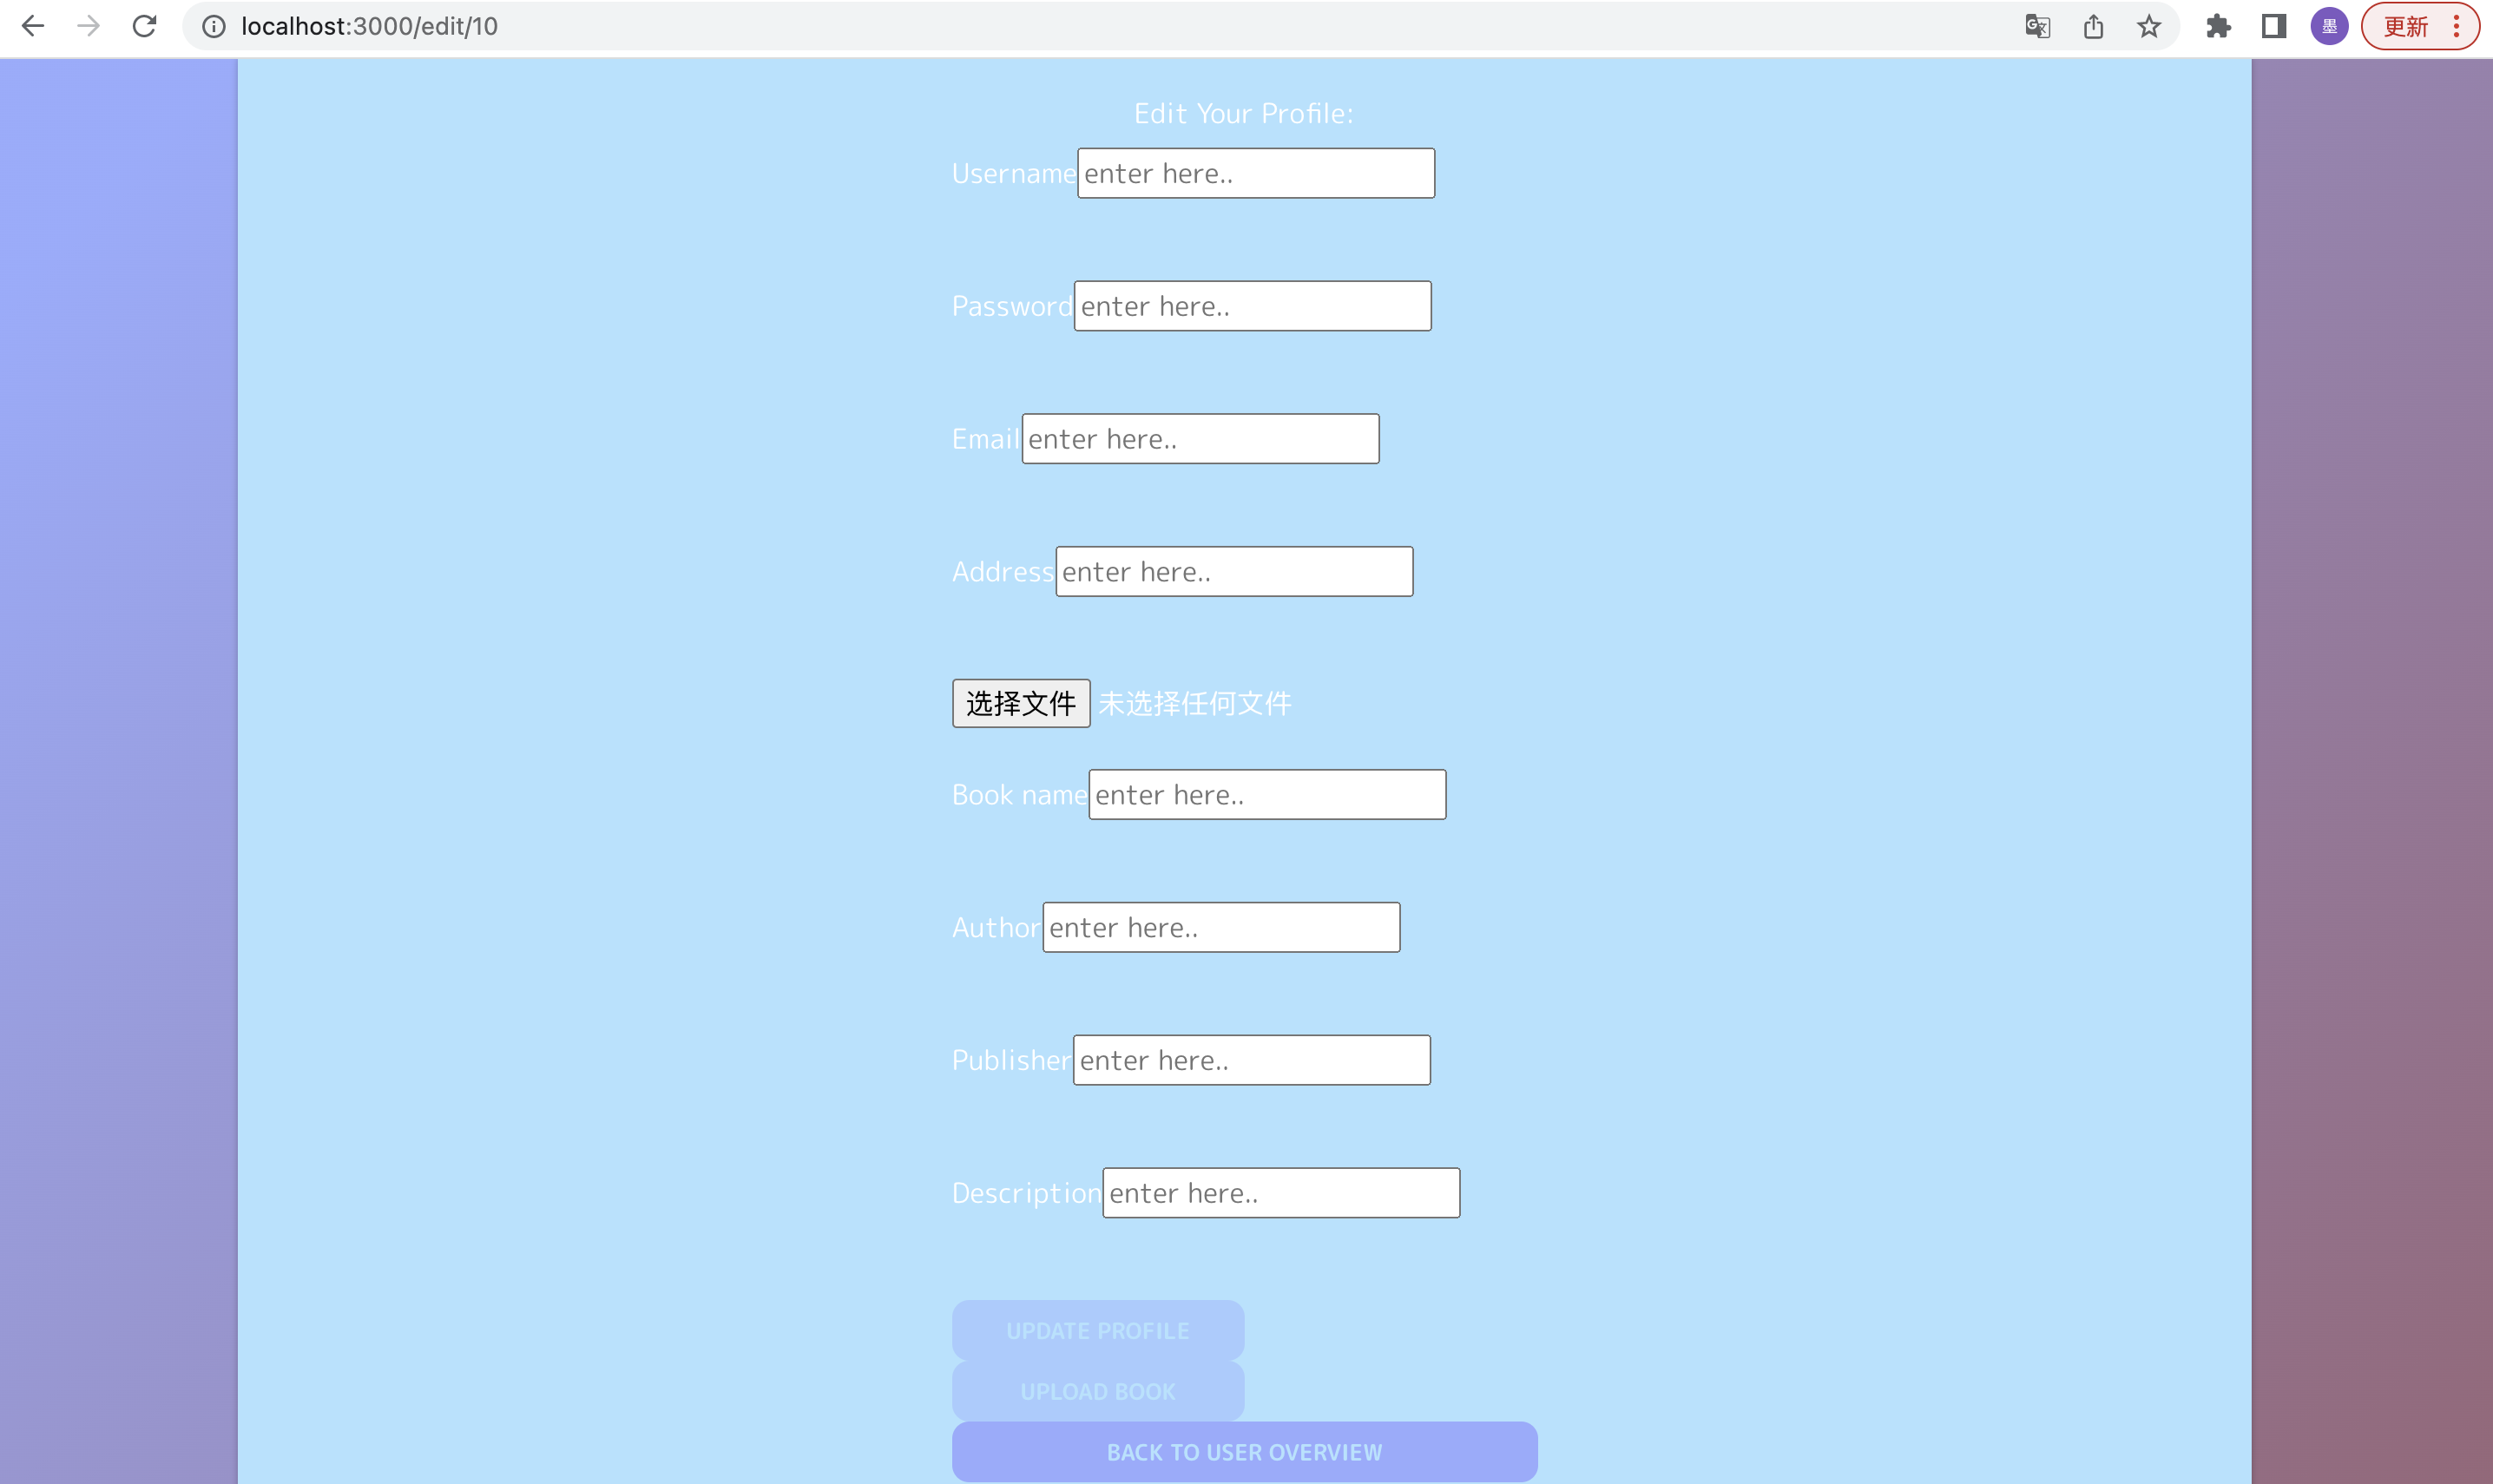 localhost:3000/edit/10
墨
更新
Edit Your Profile:
Username enter here..
Password enter here..
Email enter here..
Address enter here..
选择文件 未选择任何文件
Book name enter here..
Author enter here..
Publisher enter here..
Description enter here..
UPDATE PROFILE
UPLOAD BOOK
BACK TO USER OVERVIEW